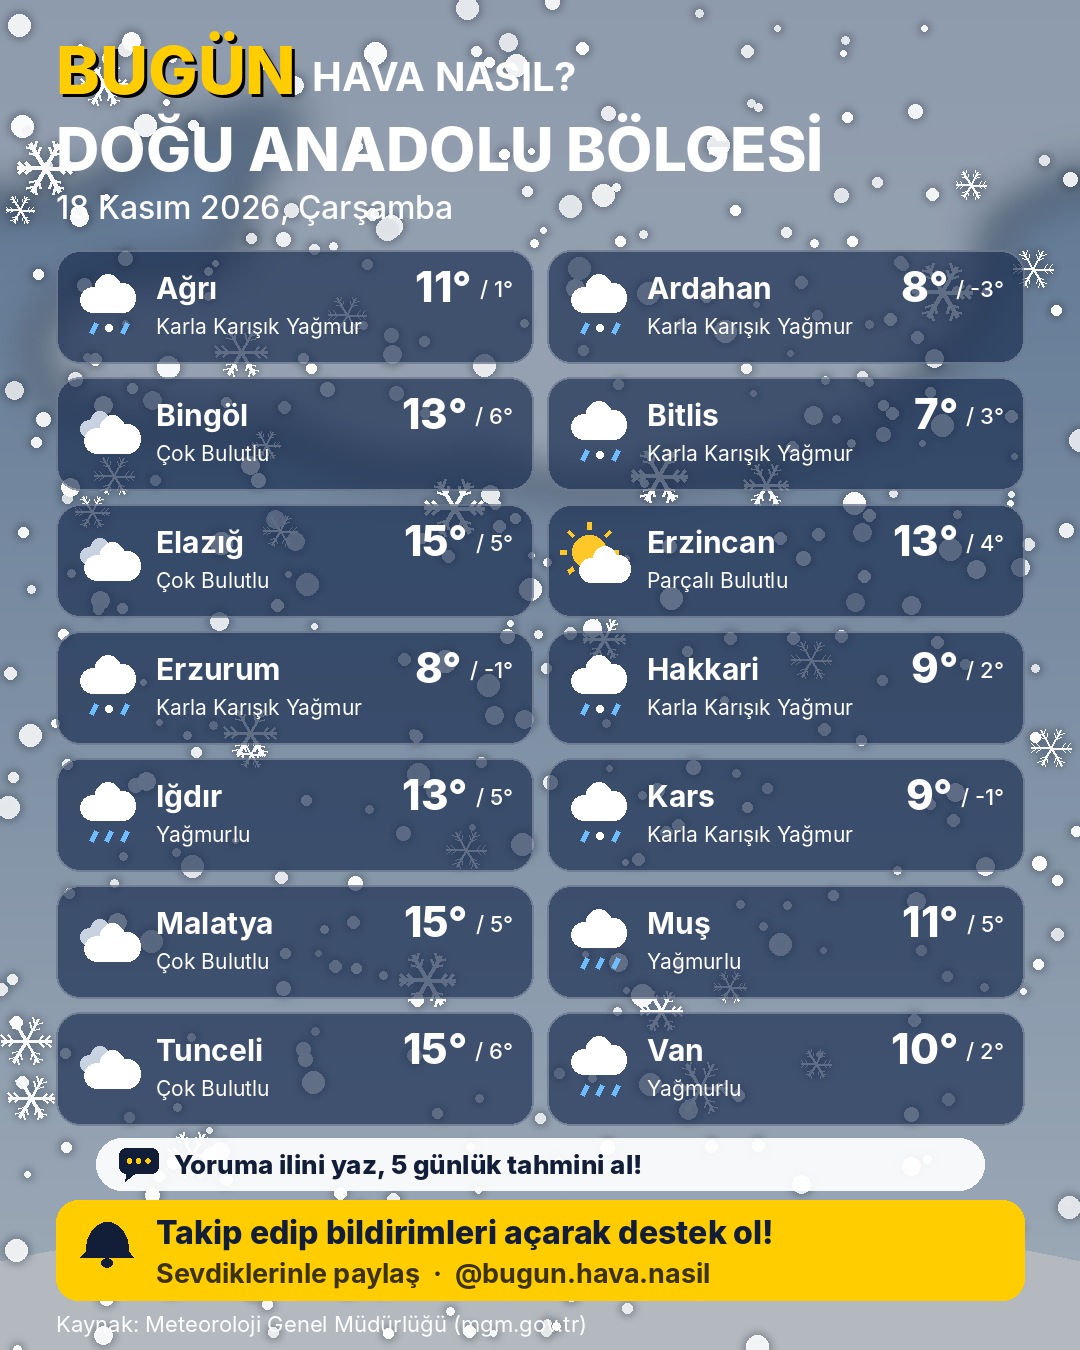 BUGÜN HAVA NASIL?
DOĞU ANADOLU BÖLGESİ
18 Kasım 2026, Çarşamba
Ağrı 11° / 1°
Karla Karışık Yağmur
Ardahan 8° / -3°
Karla Karışık Yağmur
Bingöl 13° / 6°
Çok Bulutlu
Bitlis 7° / 3°
Karla Karışık Yağmur
Elazığ 15° / 5°
Çok Bulutlu
Erzincan 13° / 4°
Parçalı Bulutlu
Erzurum 8° / -1°
Karla Karışık Yağmur
Hakkari 9° / 2°
Karla Karışık Yağmur
Iğdır 13° / 5°
Yağmurlu
Kars 9° / -1°
Karla Karışık Yağmur
Malatya 15° / 5°
Çok Bulutlu
Muş 11° / 5°
Yağmurlu
Tunceli 15° / 6°
Çok Bulutlu
Van 10° / 2°
Yağmurlu
Yoruma ilini yaz, 5 günlük tahmini al!
Takip edip bildirimleri açarak destek ol!
Sevdiklerinle paylaş · @bugun.hava.nasil
Kaynak: Meteoroloji Genel Müdürlüğü (mgm.gov.tr)